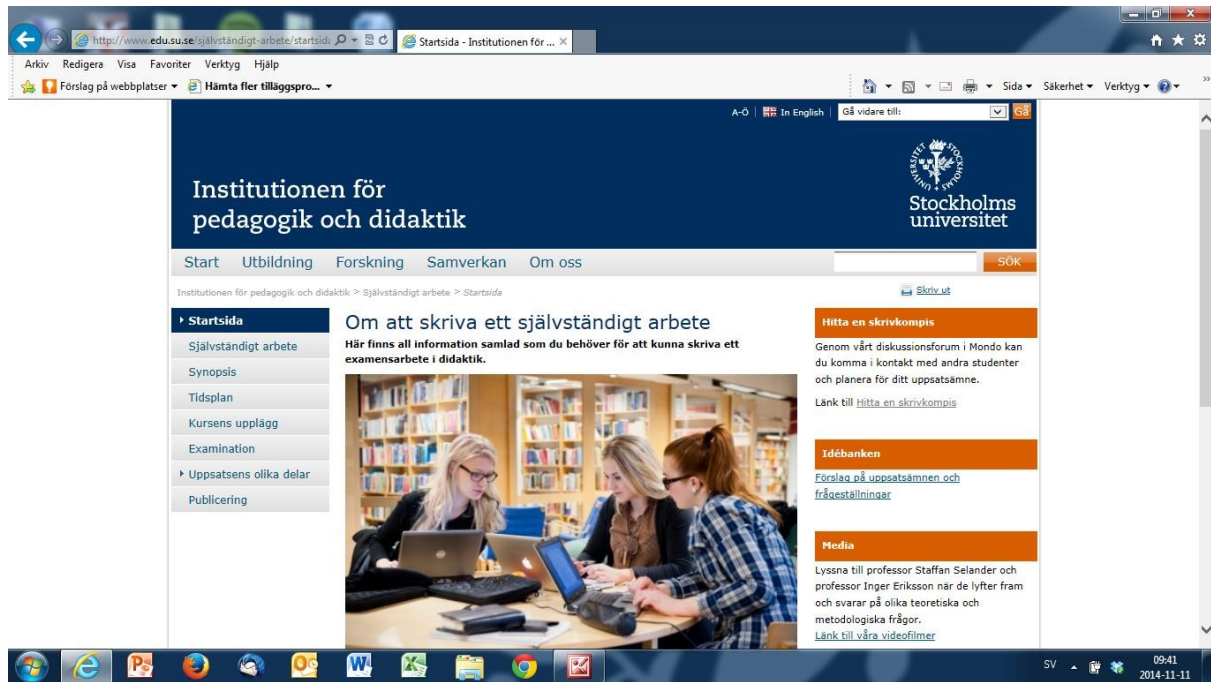 http://www.edu.su.se/självständigt-arbete/startsid
Startsida - Institutionen för ...
Arkiv Redigera Visa Favoriter Verktyg Hjälp
Förslag på webbplatser Hämta fler tilläggspro... Sida Säkerhet Verktyg
A-Ö | In English | Gå vidare till: Gå
Institutionen för
pedagogik och didaktik
STOCKHOLMS UNIVERSITET
Stockholms
universitet
Start Utbildning Forskning Samverkan Om oss SÖK
Institutionen för pedagogik och didaktik > Självständigt arbete > Startsida
Skriv ut
Startsida
Självständigt arbete
Synopsis
Tidsplan
Kursens upplägg
Examination
Uppsatsens olika delar
Publicering
Om att skriva ett självständigt arbete
Här finns all information samlad som du behöver för att kunna skriva ett
examensarbete i didaktik.
Hitta en skrivkompis
Genom vårt diskussionsforum i Mondo kan
du komma i kontakt med andra studenter
och planera för ditt uppsatsämne.
Länk till Hitta en skrivkompis
Idébanken
Förslag på uppsatsämnen och
frågeställningar
Media
Lyssna till professor Staffan Selander och
professor Inger Eriksson när de lyfter fram
och svarar på olika teoretiska och
metodologiska frågor.
Länk till våra videofilmer
SV
09:41
2014-11-11